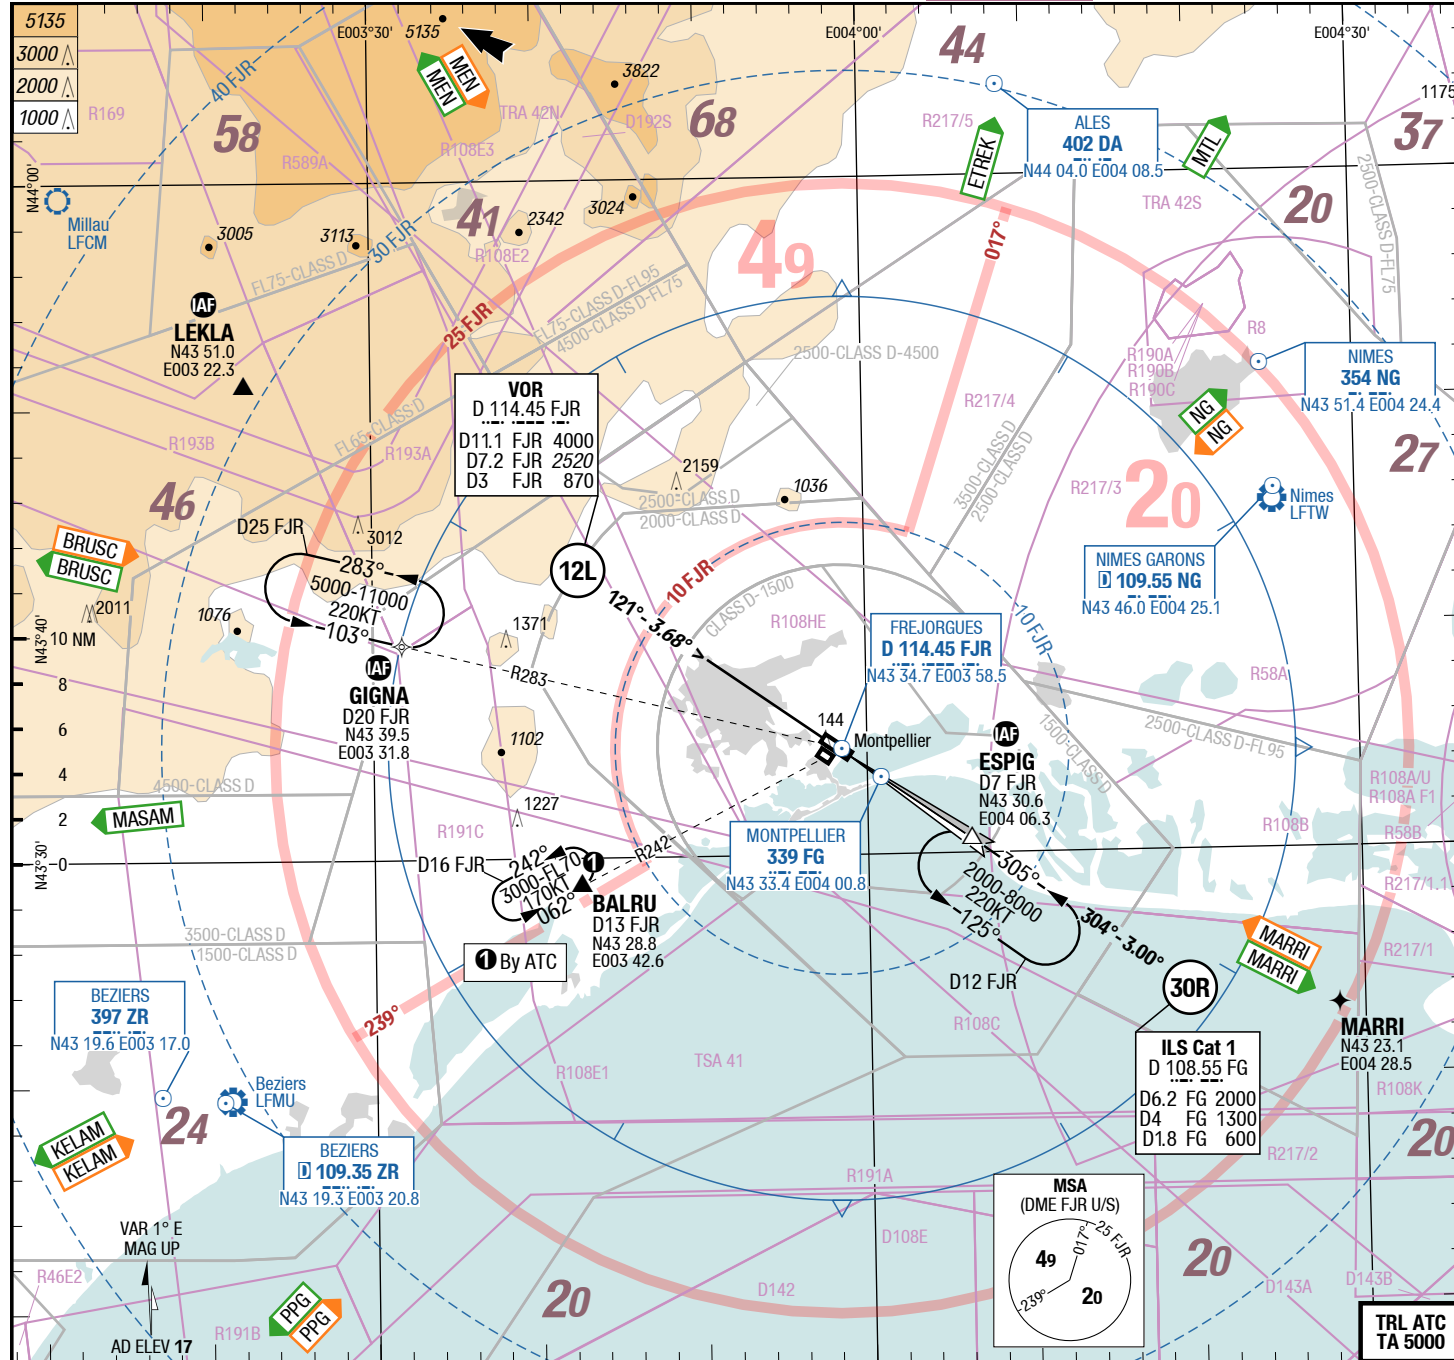 5135
3000
2000
1000
E003°30'
5135
E004°00'
E004°30'
44
40 FJR
MEN
MEN
3822
TRA 42N
D192S
R169
58
68
R589A
R108E3
R217/5
ALES
402 DA
N44 04.0 E004 08.5
ETREK
MTL
1175
37
2500-CLASS D-FL75
N44°00'
Millau
LFCM
3005
3113
41
2342
3024
30 FJR
R108E2
TRA 42S
20
017°
49
FL75-CLASS D
FL75-CLASS D-FL95
4500-CLASS D-FL75
IAF
LEKLA
N43 51.0
E003 22.3
25 FJR
2500-CLASS D-4500
R8
R190A
R190B
R190C
NIMES
354 NG
N43 51.4 E004 24.4
VOR
D 114.45 FJR
D11.1 FJR 4000
D7.2 FJR 2520
D3 FJR 870
R217/4
NG
NG
27
FL65-CLASS D
R193B
R193A
3500-CLASS D
2500-CLASS D
46
2159
1036
2500-CLASS D
2000-CLASS D
R217/3
20
Nimes
LFTW
D25 FJR
3012
BRUSC
BRUSC
283°
5000-11000
220KT
103°
12L
10 FJR
CLASS D-1500
NIMES GARONS
D 109.55 NG
N43 46.0 E004 25.1
2011
1076
1371
121° - 3.68° >
R108HE
FREJORGUES
D 114.45 FJR
N43 34.7 E003 58.5
10 FJR
N43°40'
10 NM
8
6
4
2
0
N43°30'
IAF
GIGNA
D20 FJR
N43 39.5
E003 31.8
R283
R58A
144
Montpellier
IAF
ESPIG
D7 FJR
N43 30.6
E004 06.3
1500-CLASS D
2500-CLASS D-FL95
1102
4500-CLASS D
R108A/U
R108A F1
MASAM
1227
R191C
R108B
R58B
R242
MONTPELLIER
339 FG
N43 33.4 E004 00.8
D16 FJR
242°
3000-FL70
170KT
062°
1
BALRU
D13 FJR
N43 28.8
E003 42.6
305°
2000-8000
220KT
125°
304° - 3.00°
R217/1.1
3500-CLASS D
1500-CLASS D
1 By ATC
D12 FJR
MARRI
MARRI
R217/1
30R
239°
BEZIERS
397 ZR
N43 19.6 E003 17.0
R108C
MARRI
N43 23.1
E004 28.5
ILS Cat 1
D 108.55 FG
D6.2 FG 2000
D4 FG 1300
D1.8 FG 600
TSA 41
R108E1
Beziers
LFMU
R108K
24
KELAM
KELAM
BEZIERS
D 109.35 ZR
N43 19.3 E003 20.8
20
R217/2
R191A
MSA
(DME FJR U/S)
49
017°
25 FJR
239°
20
VAR 1° E
MAG UP
D108E
20
R46E2
D142
20
D143A
D143B
PPG
PPG
R191B
AD ELEV 17
TRL ATC
TA 5000